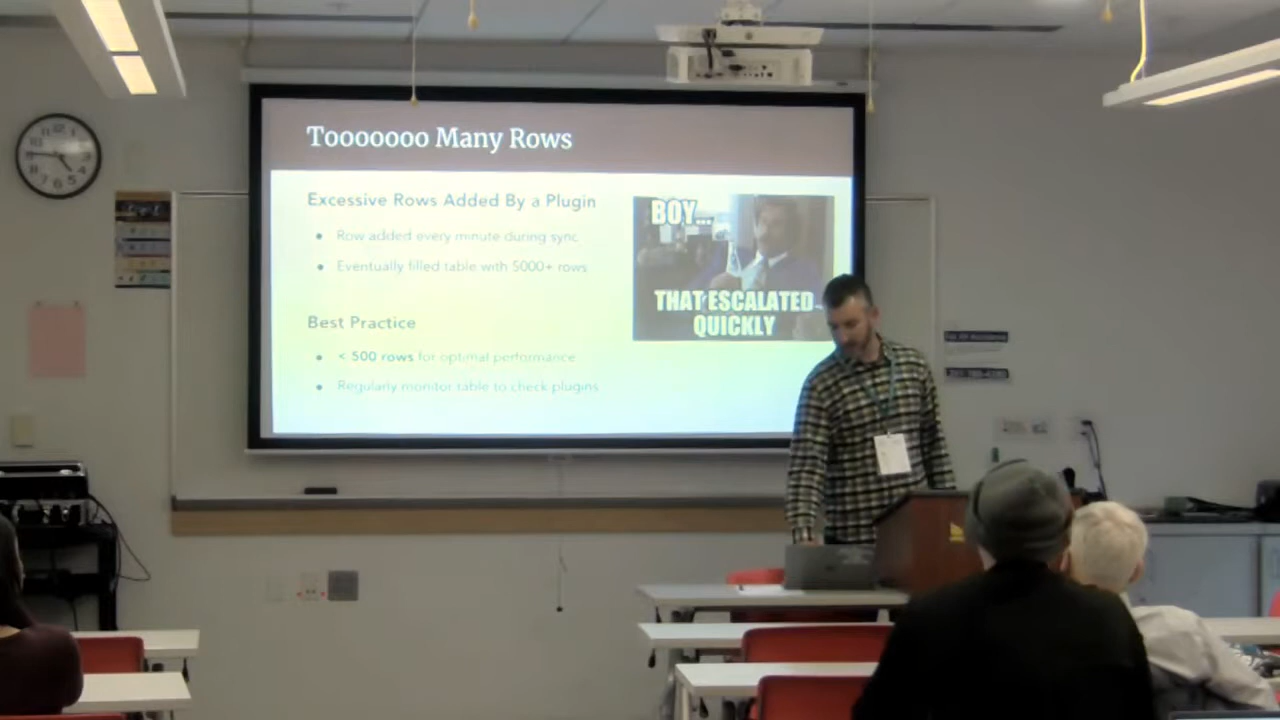 Tooooooo Many Rows
Excessive Rows Added By a Plugin
• Row added every minute during sync
• Eventually filled table with 5000+ rows
Best Practice
• < 500 rows for optimal performance
• Regularly monitor table to check plugins
BOY...
THAT ESCALATED
QUICKLY